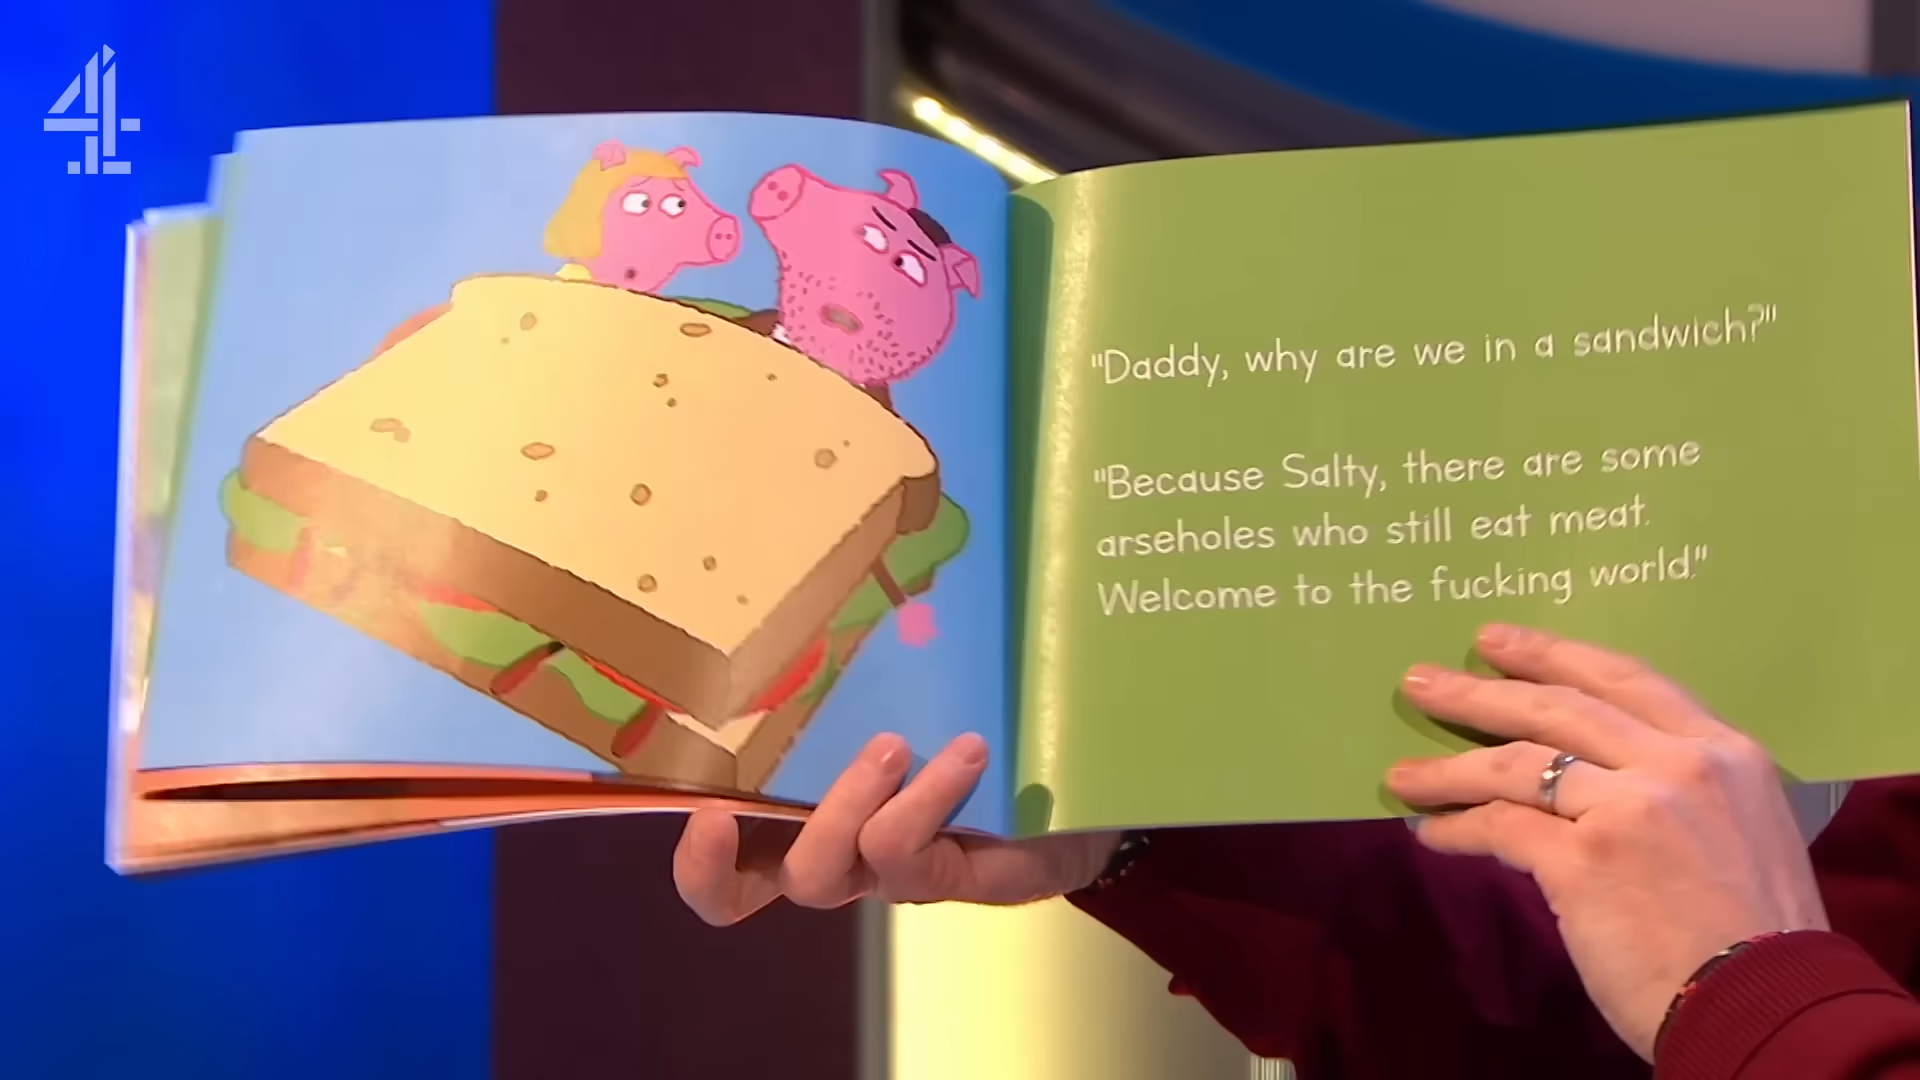 "Daddy, why are we in a sandwich?"
"Because Salty, there are some
arseholes who still eat meat.
Welcome to the fucking world."
4